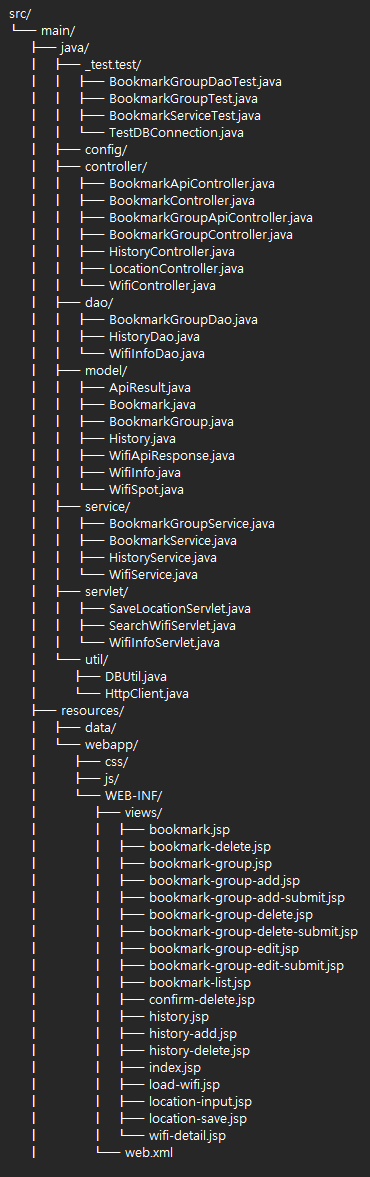 src/
└── main/
├── java/
│ ├── _test.test/
│ │ ├── BookmarkGroupDaoTest.java
│ │ ├── BookmarkGroupTest.java
│ │ ├── BookmarkServiceTest.java
│ │ └── TestDBConnection.java
│ ├── config/
│ ├── controller/
│ │ ├── BookmarkApiController.java
│ │ ├── BookmarkController.java
│ │ ├── BookmarkGroupApiController.java
│ │ ├── BookmarkGroupController.java
│ │ ├── HistoryController.java
│ │ ├── LocationController.java
│ │ └── WifiController.java
│ ├── dao/
│ │ ├── BookmarkGroupDao.java
│ │ ├── HistoryDao.java
│ │ └── WifiInfoDao.java
│ ├── model/
│ │ ├── ApiResult.java
│ │ ├── Bookmark.java
│ │ ├── BookmarkGroup.java
│ │ ├── History.java
│ │ ├── WifiApiResponse.java
│ │ ├── WifiInfo.java
│ │ └── WifiSpot.java
│ ├── service/
│ │ ├── BookmarkGroupService.java
│ │ ├── BookmarkService.java
│ │ ├── HistoryService.java
│ │ └── WifiService.java
│ ├── servlet/
│ │ ├── SaveLocationServlet.java
│ │ ├── SearchWifiServlet.java
│ │ └── WifiInfoServlet.java
│ └── util/
│ ├── DBUtil.java
│ └── HttpClient.java
├── resources/
│ ├── data/
│ └── webapp/
│ ├── css/
│ ├── js/
│ └── WEB-INF/
│ ├── views/
│ │ ├── bookmark.jsp
│ │ ├── bookmark-delete.jsp
│ │ ├── bookmark-group.jsp
│ │ ├── bookmark-group-add.jsp
│ │ ├── bookmark-group-add-submit.jsp
│ │ ├── bookmark-group-delete.jsp
│ │ ├── bookmark-group-delete-submit.jsp
│ │ ├── bookmark-group-edit.jsp
│ │ ├── bookmark-group-edit-submit.jsp
│ │ ├── bookmark-list.jsp
│ │ ├── confirm-delete.jsp
│ │ ├── history.jsp
│ │ ├── history-add.jsp
│ │ ├── history-delete.jsp
│ │ ├── index.jsp
│ │ ├── load-wifi.jsp
│ │ ├── location-input.jsp
│ │ ├── location-save.jsp
│ │ └── wifi-detail.jsp
│ └── web.xml